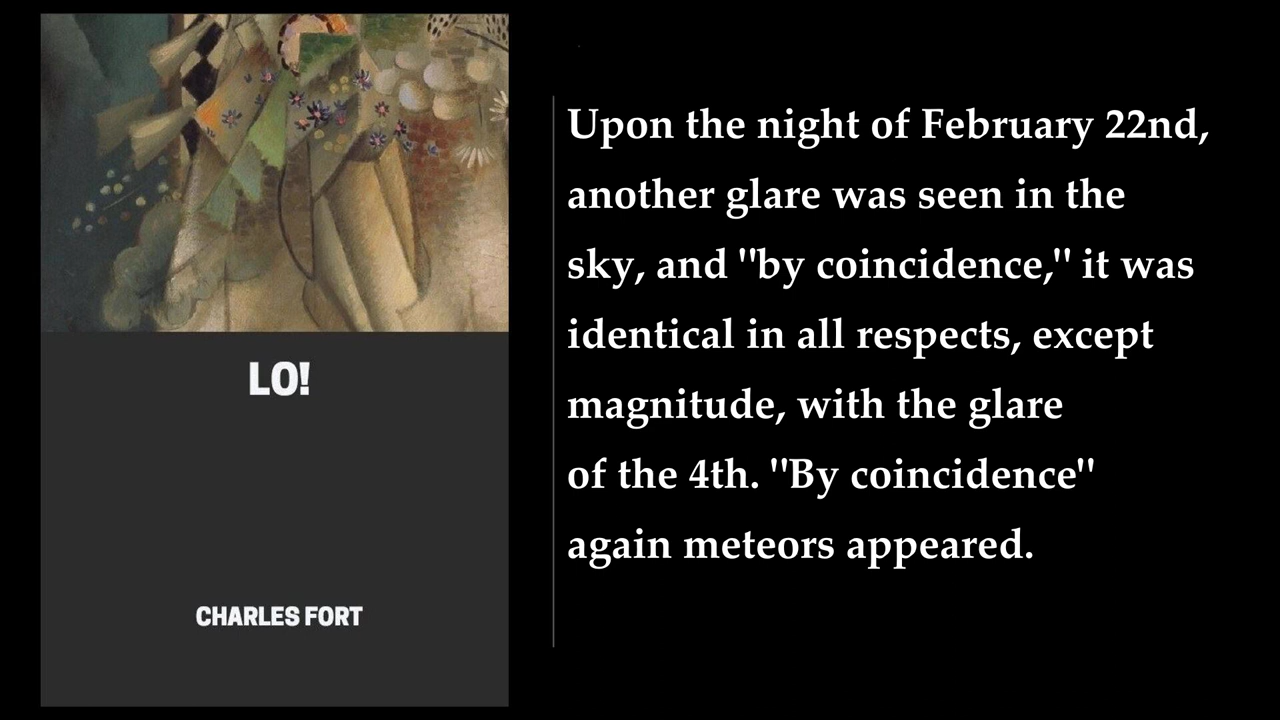 LO!
CHARLES FORT
Upon the night of February 22nd,
another glare was seen in the
sky, and "by coincidence," it was
identical in all respects, except
magnitude, with the glare
of the 4th. "By coincidence"
again meteors appeared.